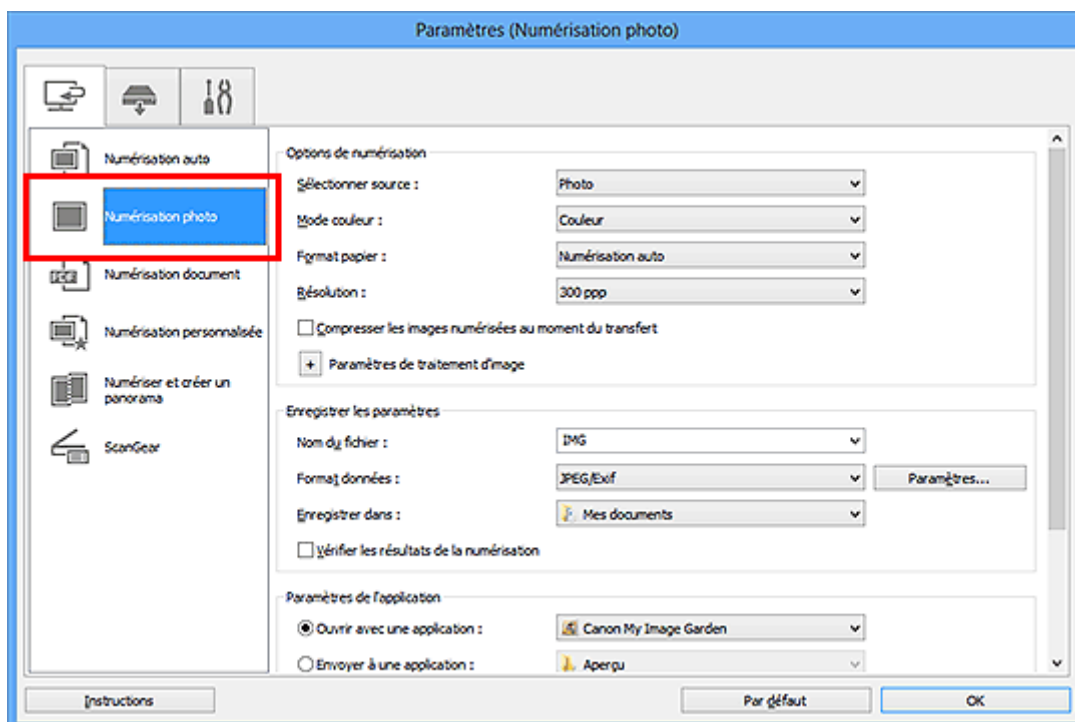 Paramètres (Numérisation photo)
Numérisation auto
Numérisation photo
Numérisation document
Numérisation personnalisée
Numériser et créer un
panorama
ScanGear
Options de numérisation
Sélectionner source : Photo
Mode couleur : Couleur
Format papier : Numérisation auto
Résolution : 300 ppp
Compresser les images numérisées au moment du transfert
+ Paramètres de traitement d'image
Enregistrer les paramètres
Nom du fichier : IMG
Format données : JPEG/Exif Paramètres...
Enregistrer dans : Mes documents
Vérifier les résultats de la numérisation
Paramètres de l'application
Ouvrir avec une application : Canon My Image Garden
Envoyer à une application : Aperçu
Instructions Par défaut OK